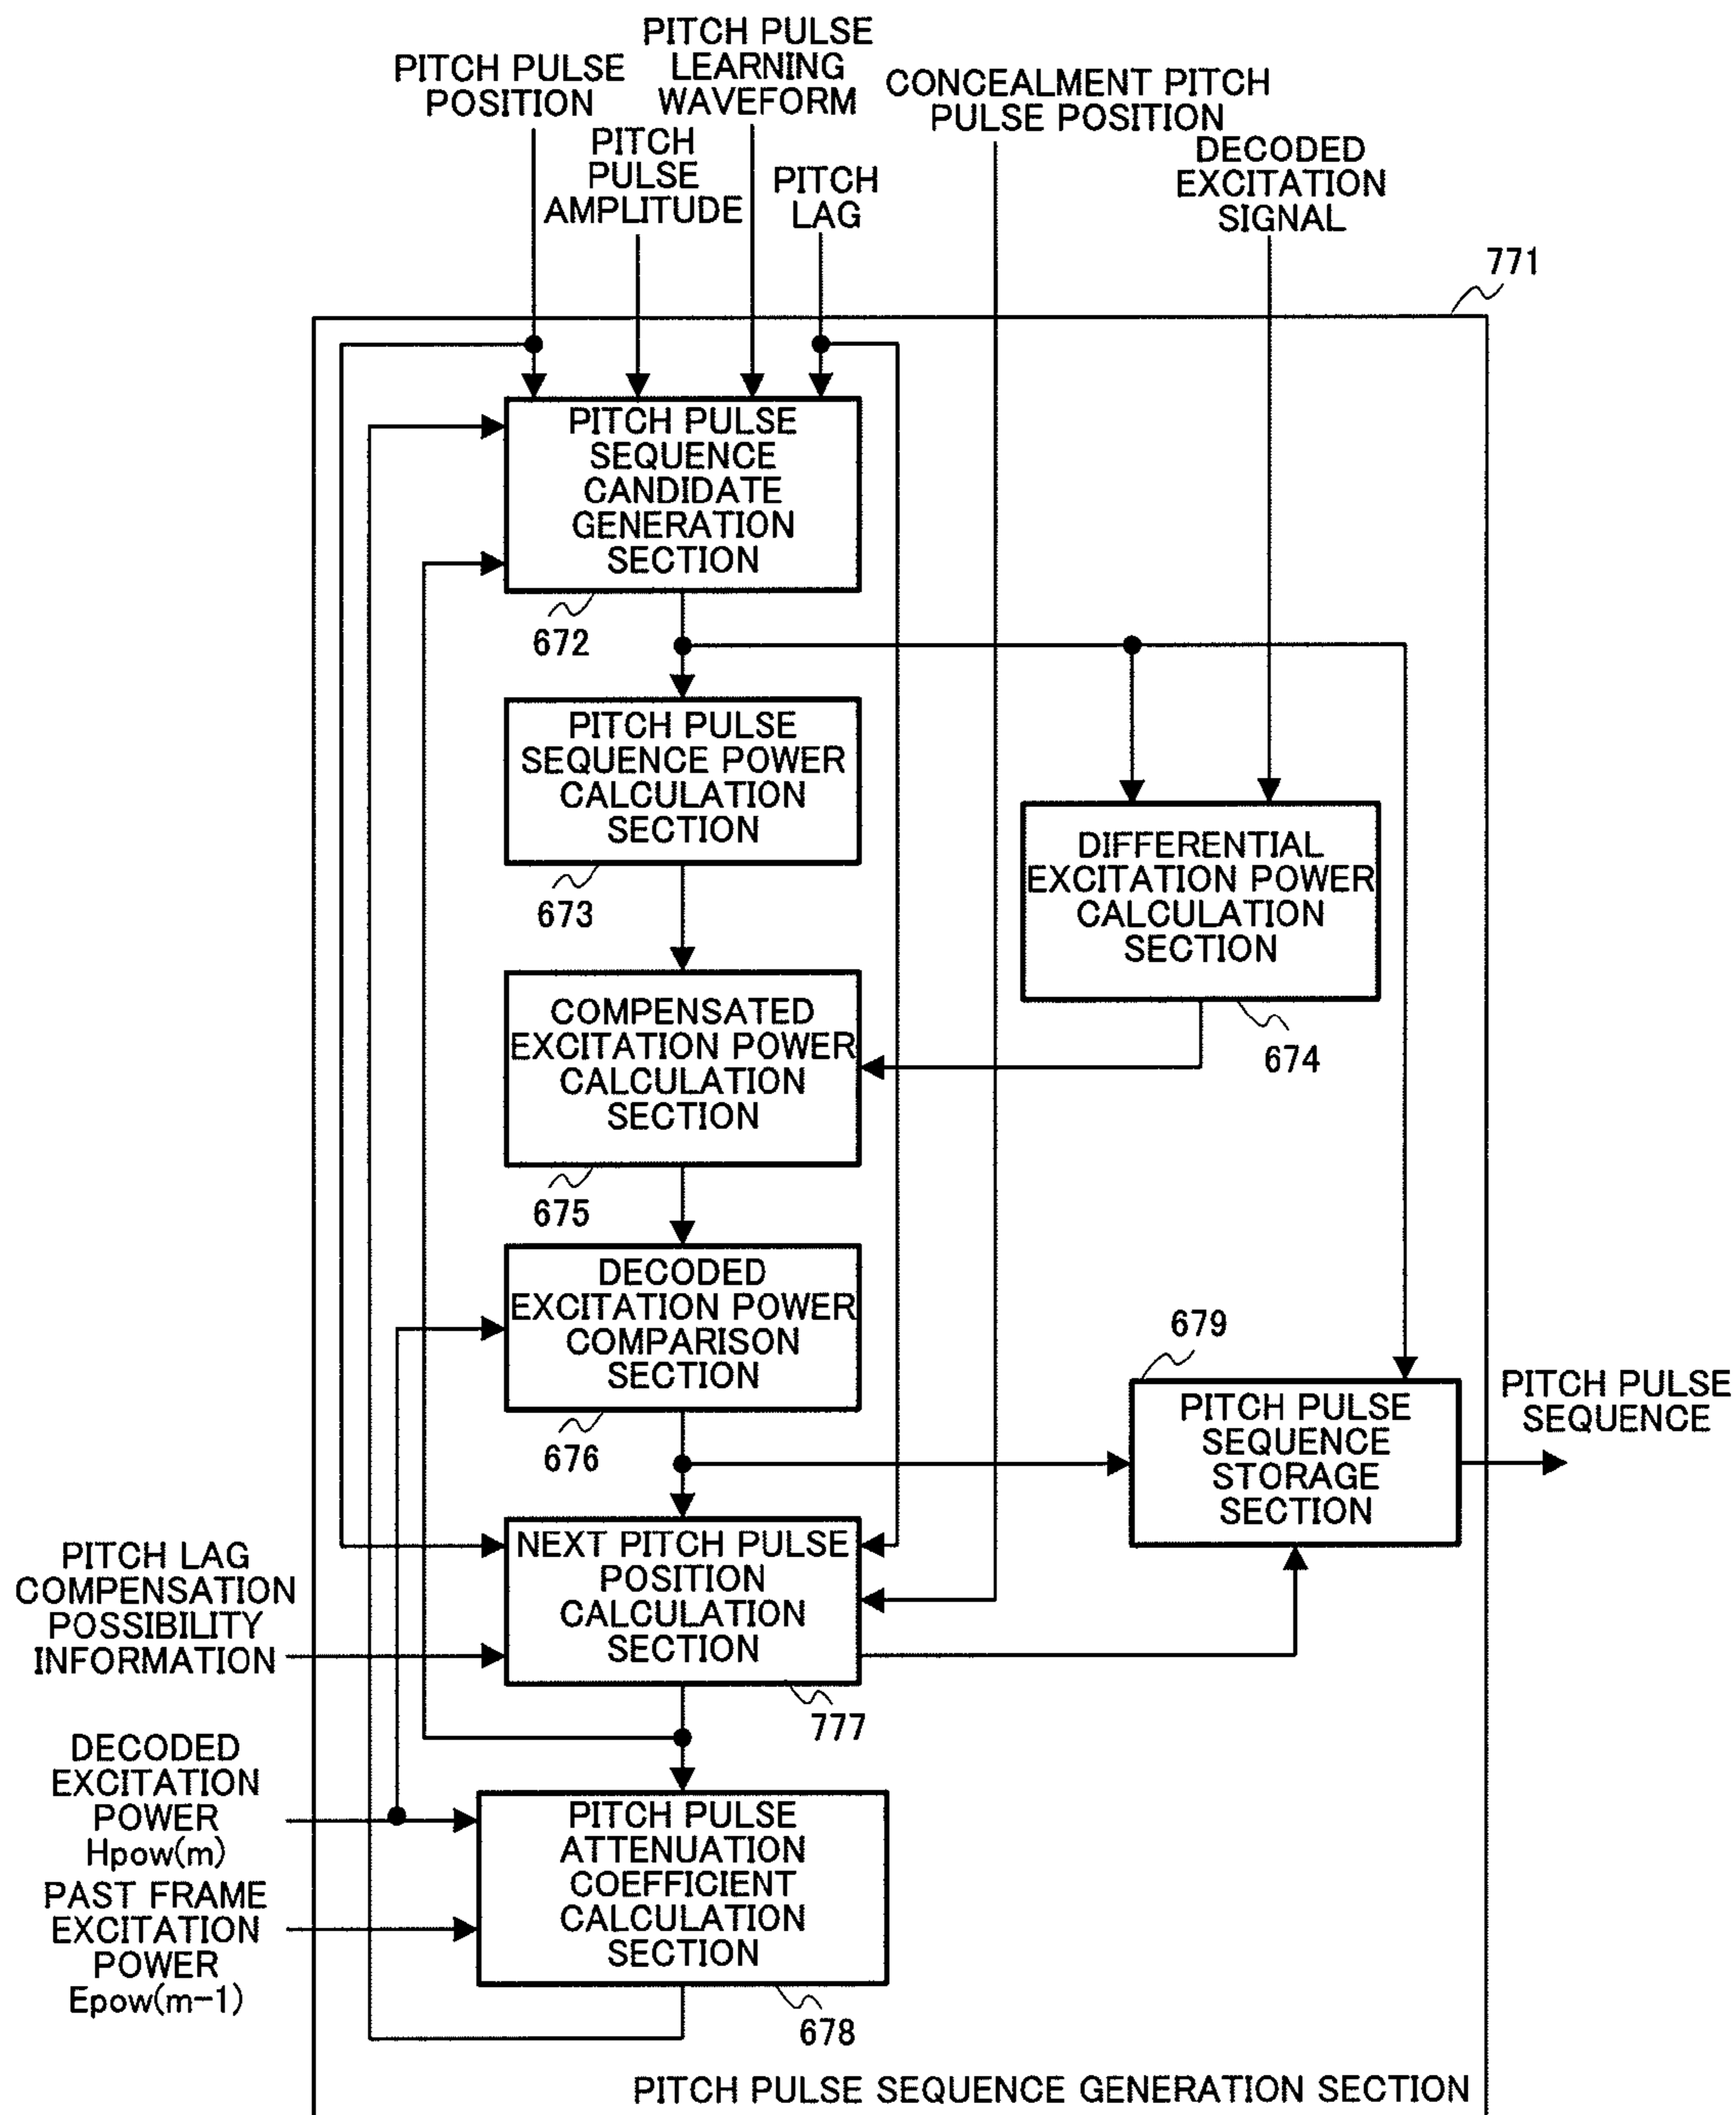 PITCH PULSE
POSITION
PITCH PULSE
LEARNING
WAVEFORM
PITCH
PULSE
AMPLITUDE
PITCH
LAG
CONCEALMENT PITCH
PULSE POSITION
DECODED
EXCITATION
SIGNAL
771
PITCH PULSE
SEQUENCE
CANDIDATE
GENERATION
SECTION
672
PITCH PULSE
SEQUENCE POWER
CALCULATION
SECTION
673
DIFFERENTIAL
EXCITATION POWER
CALCULATION
SECTION
674
COMPENSATED
EXCITATION POWER
CALCULATION
SECTION
675
DECODED
EXCITATION POWER
COMPARISON
SECTION
676
679
PITCH PULSE
SEQUENCE
STORAGE
SECTION
PITCH PULSE
SEQUENCE
NEXT PITCH PULSE
POSITION
CALCULATION
SECTION
777
PITCH LAG
COMPENSATION
POSSIBILITY
INFORMATION
DECODED
EXCITATION
POWER
Hpow(m)
PAST FRAME
EXCITATION
POWER
Epow(m-1)
PITCH PULSE
ATTENUATION
COEFFICIENT
CALCULATION
SECTION
678
PITCH PULSE SEQUENCE GENERATION SECTION